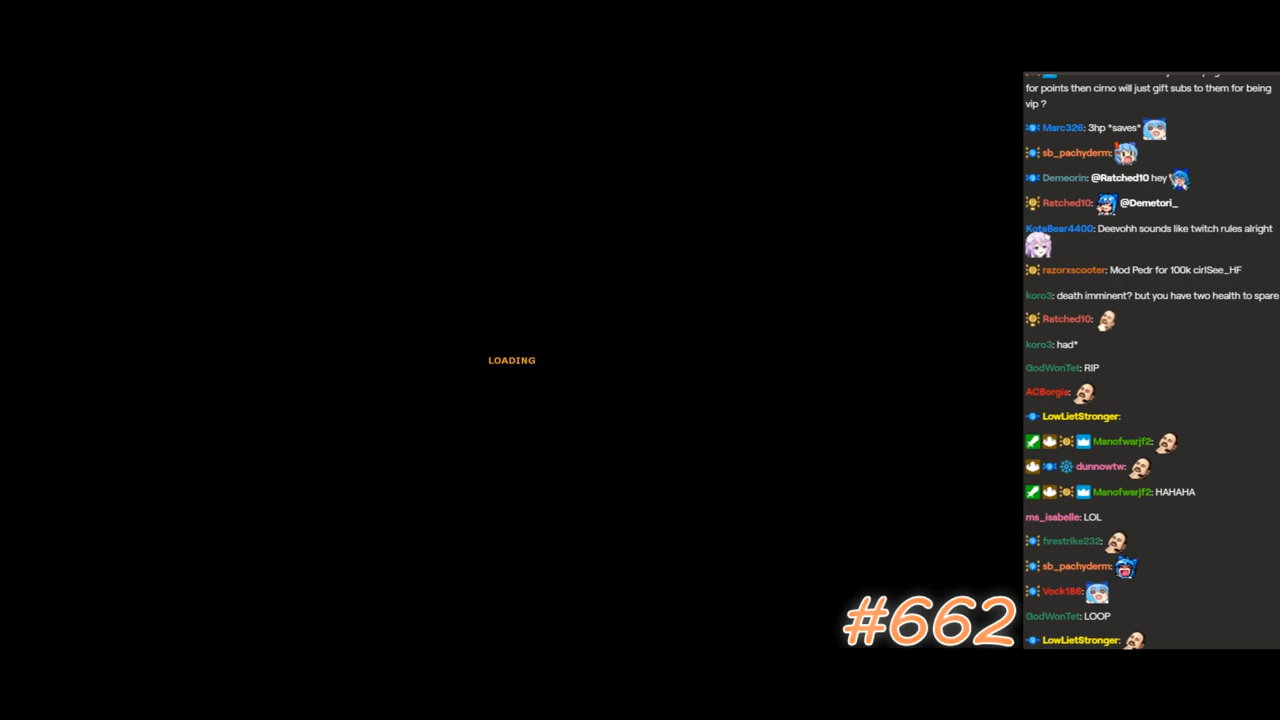 for points then cirno will just gift subs to them for being
vip ?
Marc326: 3hp *saves*
sb_pachyderm:
Demeorin: @Ratched10 hey
Ratched10: @Demetori_
KotaBear4400: Deevohh sounds like twitch rules alright
razorxscooter: Mod Pedr for 100k cirlSee_HF
koro3: death imminent? but you have two health to spare
Ratched10:
koro3: had*
GodWonTet: RIP
ACBorgia:
LowLietStronger:
Manofwarjf2:
dunnowtw:
Manofwarjf2: HAHAHA
ms_isabelle: LOL
firestrike232:
sb_pachyderm:
Vock186:
GodWonTet: LOOP
LowLietStronger:
LOADING
#662